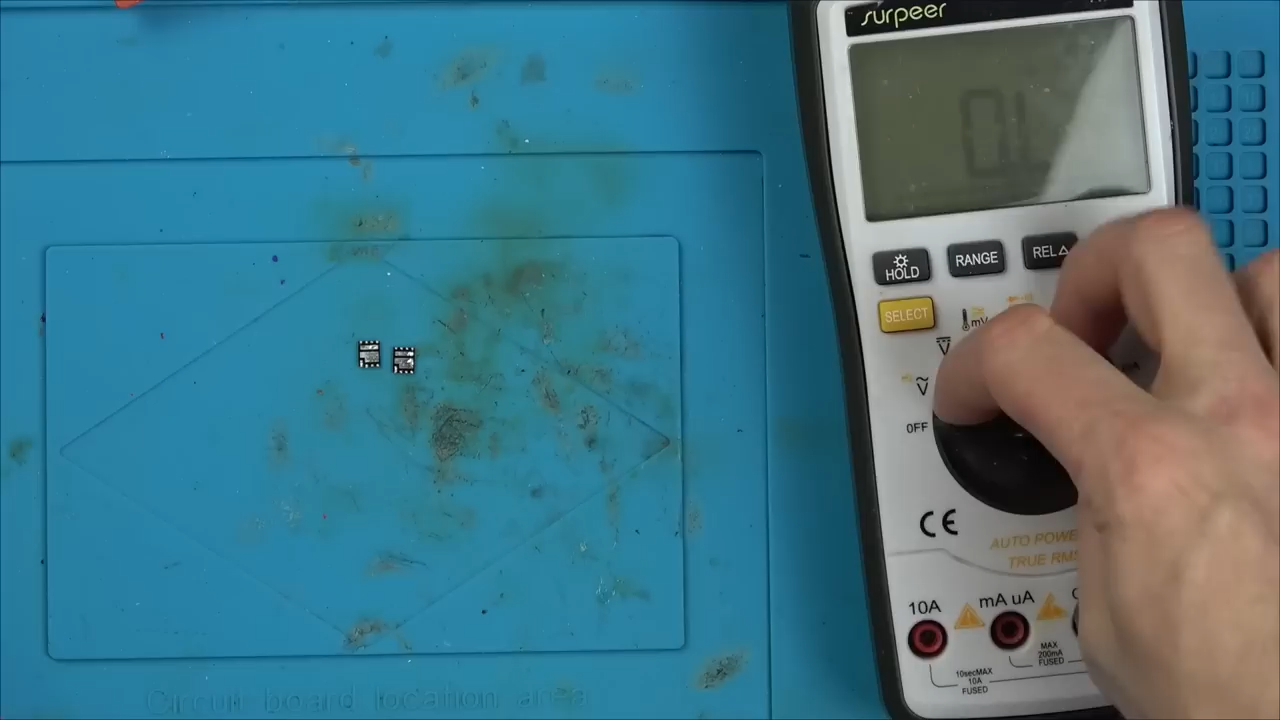 surpeer
OL
HOLD
RANGE
REL△
SELECT
mV
V
V
OFF
CE
AUTO POWE
TRUE RMS
10A
mA uA
MAX
200mA
FUSED
10secMAX
10A
FUSED
Circuit board location area